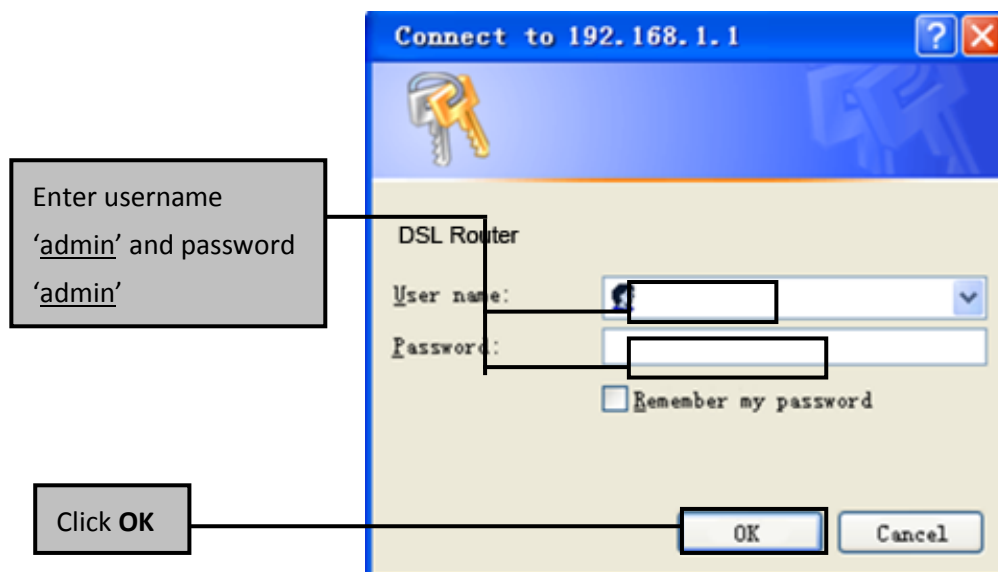 Connect to 192.168.1.1
Enter username
‘admin’ and password
‘admin’
DSL Router
User name:
Password:
Remember my password
Click OK
OK
Cancel